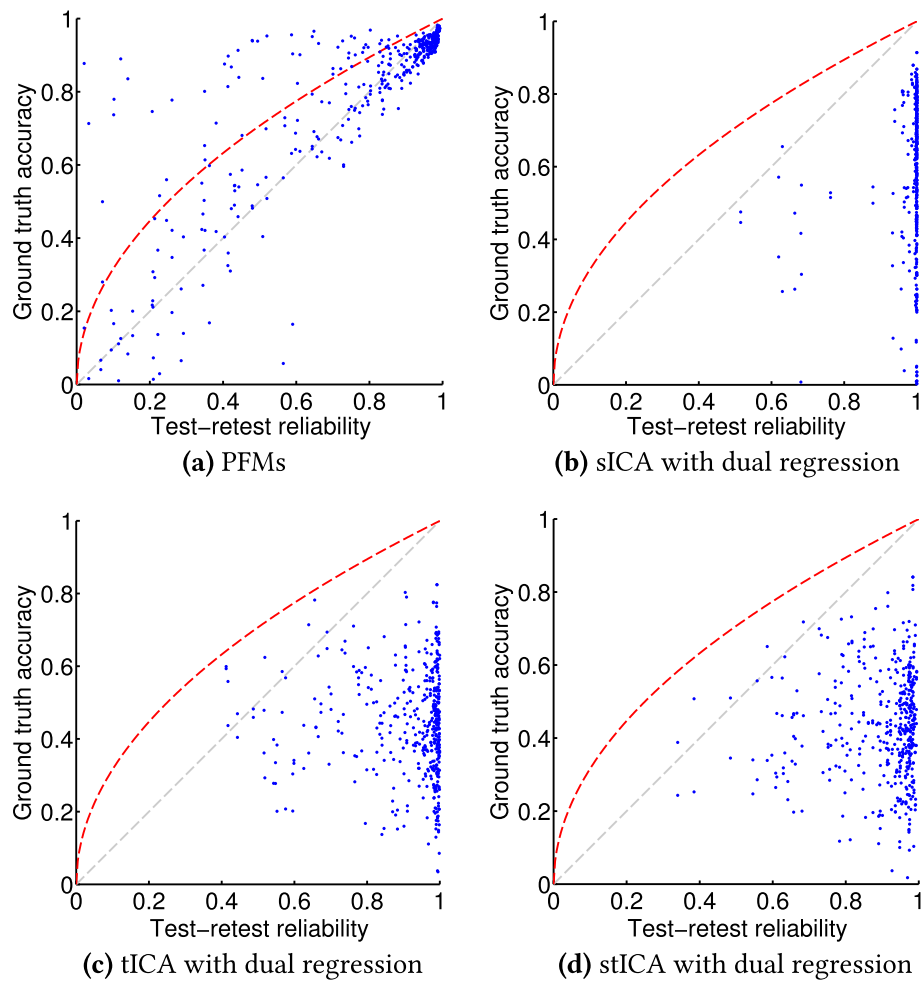 1
0.8
0.6
0.4
0.2
0
Ground truth accuracy
0 0.2 0.4 0.6 0.8 1
Test−retest reliability
(a) PFMs
1
0.8
0.6
0.4
0.2
0
Ground truth accuracy
0 0.2 0.4 0.6 0.8 1
Test−retest reliability
(b) sICA with dual regression
1
0.8
0.6
0.4
0.2
0
Ground truth accuracy
0 0.2 0.4 0.6 0.8 1
Test−retest reliability
(c) tICA with dual regression
1
0.8
0.6
0.4
0.2
0
Ground truth accuracy
0 0.2 0.4 0.6 0.8 1
Test−retest reliability
(d) stICA with dual regression